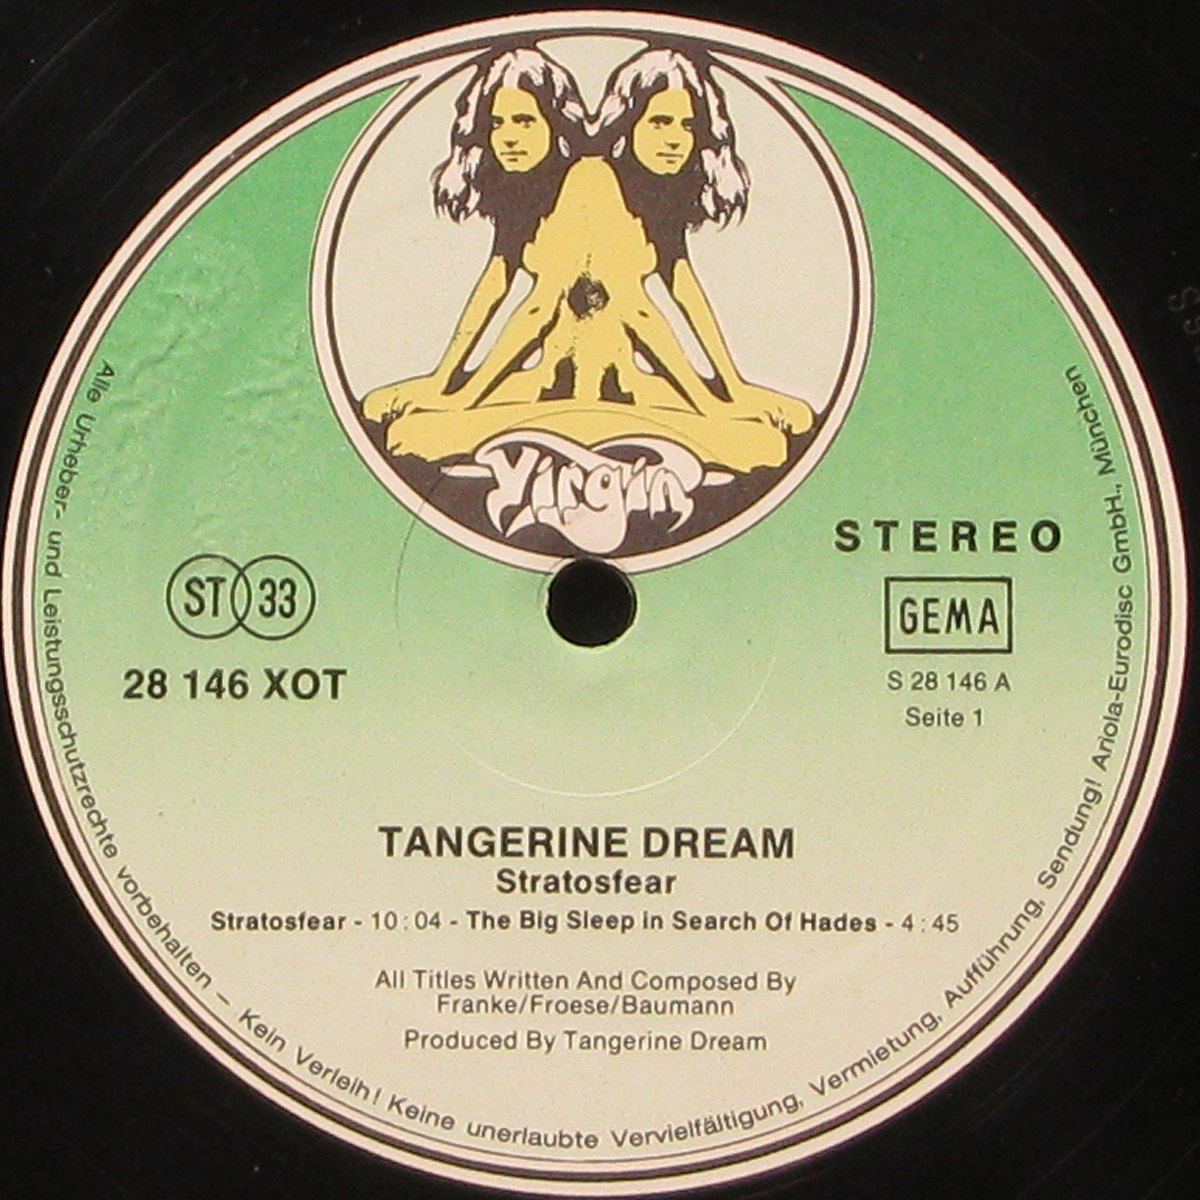 Virgin
STEREO
ST 33
GEMA
28 146 XOT
S 28 146 A
Seite 1
TANGERINE DREAM
Stratosfear
Stratosfear - 10:04 - The Big Sleep in Search Of Hades - 4:45
All Titles Written And Composed By
Franke/Froese/Baumann
Produced By Tangerine Dream
Alle Urheber- und Leistungsschutzrechte vorbehalten – Kein Verleih! Keine unerlaubte Vervielfältigung, Vermietung, Aufführung, Sendung! Ariola-Eurodisc GmbH., München